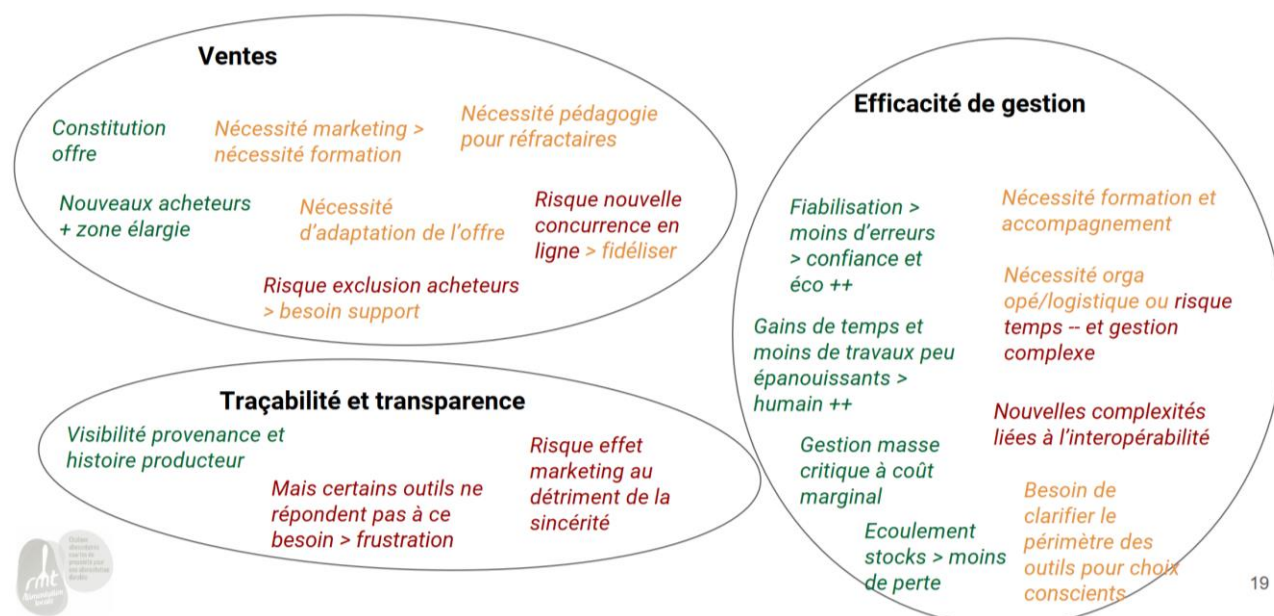 Ventes
Constitution
offre
Nécessité marketing >
nécessité formation
Nécessité pédagogie
pour réfractaires
Nouveaux acheteurs
+ zone élargie
Nécessité
d'adaptation de l'offre
Risque nouvelle
concurrence en
ligne > fidéliser
Risque exclusion acheteurs
> besoin support
Traçabilité et transparence
Visibilité provenance et
histoire producteur
Mais certains outils ne
répondent pas à ce
besoin > frustration
Risque effet
marketing au
détriment de la
sincérité
Efficacité de gestion
Fiabilisation >
moins d'erreurs
> confiance et
éco ++
Nécessité formation et
accompagnement
Nécessité orga
opé/logistique ou risque
temps -- et gestion
complexe
Gains de temps et
moins de travaux peu
épanouissants >
humain ++
Nouvelles complexités
liées à l'interopérabilité
Gestion masse
critique à coût
marginal
Besoin de
clarifier le
périmètre des
outils pour choix
conscients
Ecoulement
stocks > moins
de perte
rmt
Alimentation
locale
19